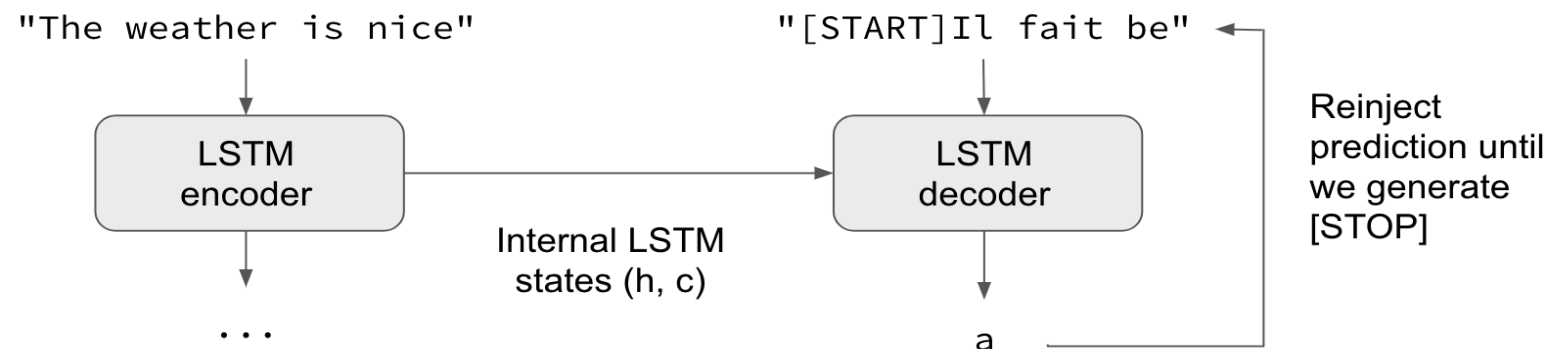 "The weather is nice"
"[START]Il fait be"
LSTM
encoder
LSTM
decoder
Internal LSTM
states (h, c)
Reinject
prediction until
we generate
[STOP]
...
a